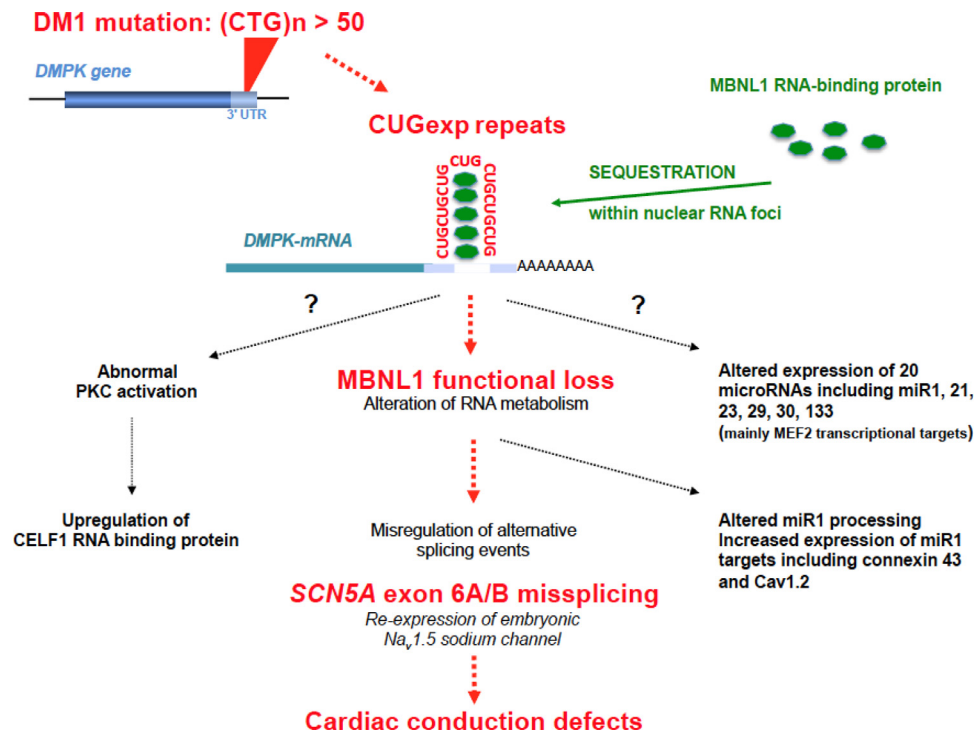 DM1 mutation: (CTG)n > 50
DMPK gene
3' UTR
MBNL1 RNA-binding protein
CUGexp repeats
CUG
CUGCUGCUG
CUGCUGCUG
SEQUESTRATION
within nuclear RNA foci
DMPK-mRNA
AAAAAAAA
?
?
Abnormal
PKC activation
MBNL1 functional loss
Alteration of RNA metabolism
Altered expression of 20
microRNAs including miR1, 21,
23, 29, 30, 133
(mainly MEF2 transcriptional targets)
Upregulation of
CELF1 RNA binding protein
Misregulation of alternative
splicing events
Altered miR1 processing
Increased expression of miR1
targets including connexin 43
and Cav1.2
SCN5A exon 6A/B missplicing
Re-expression of embryonic
Nav1.5 sodium channel
Cardiac conduction defects